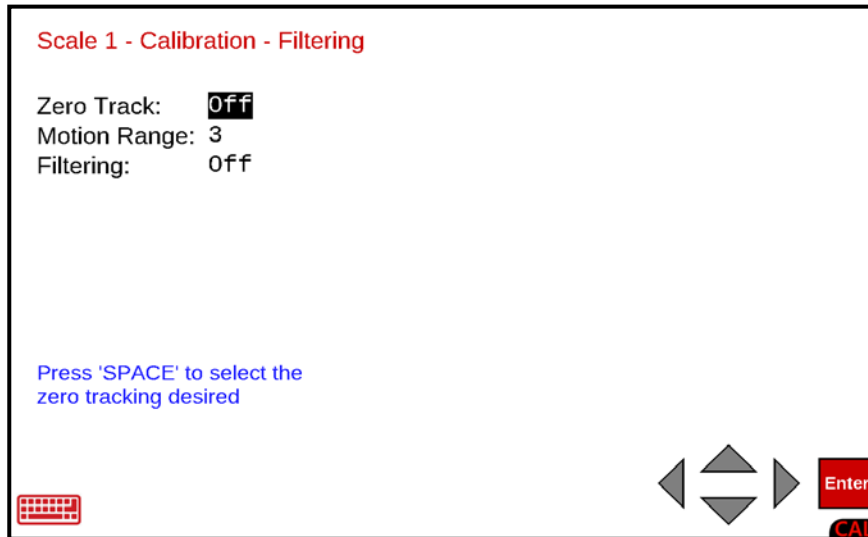 Scale 1 - Calibration - Filtering
Zero Track: Off
Motion Range: 3
Filtering: Off
Press 'SPACE' to select the
zero tracking desired
Enter
CAL